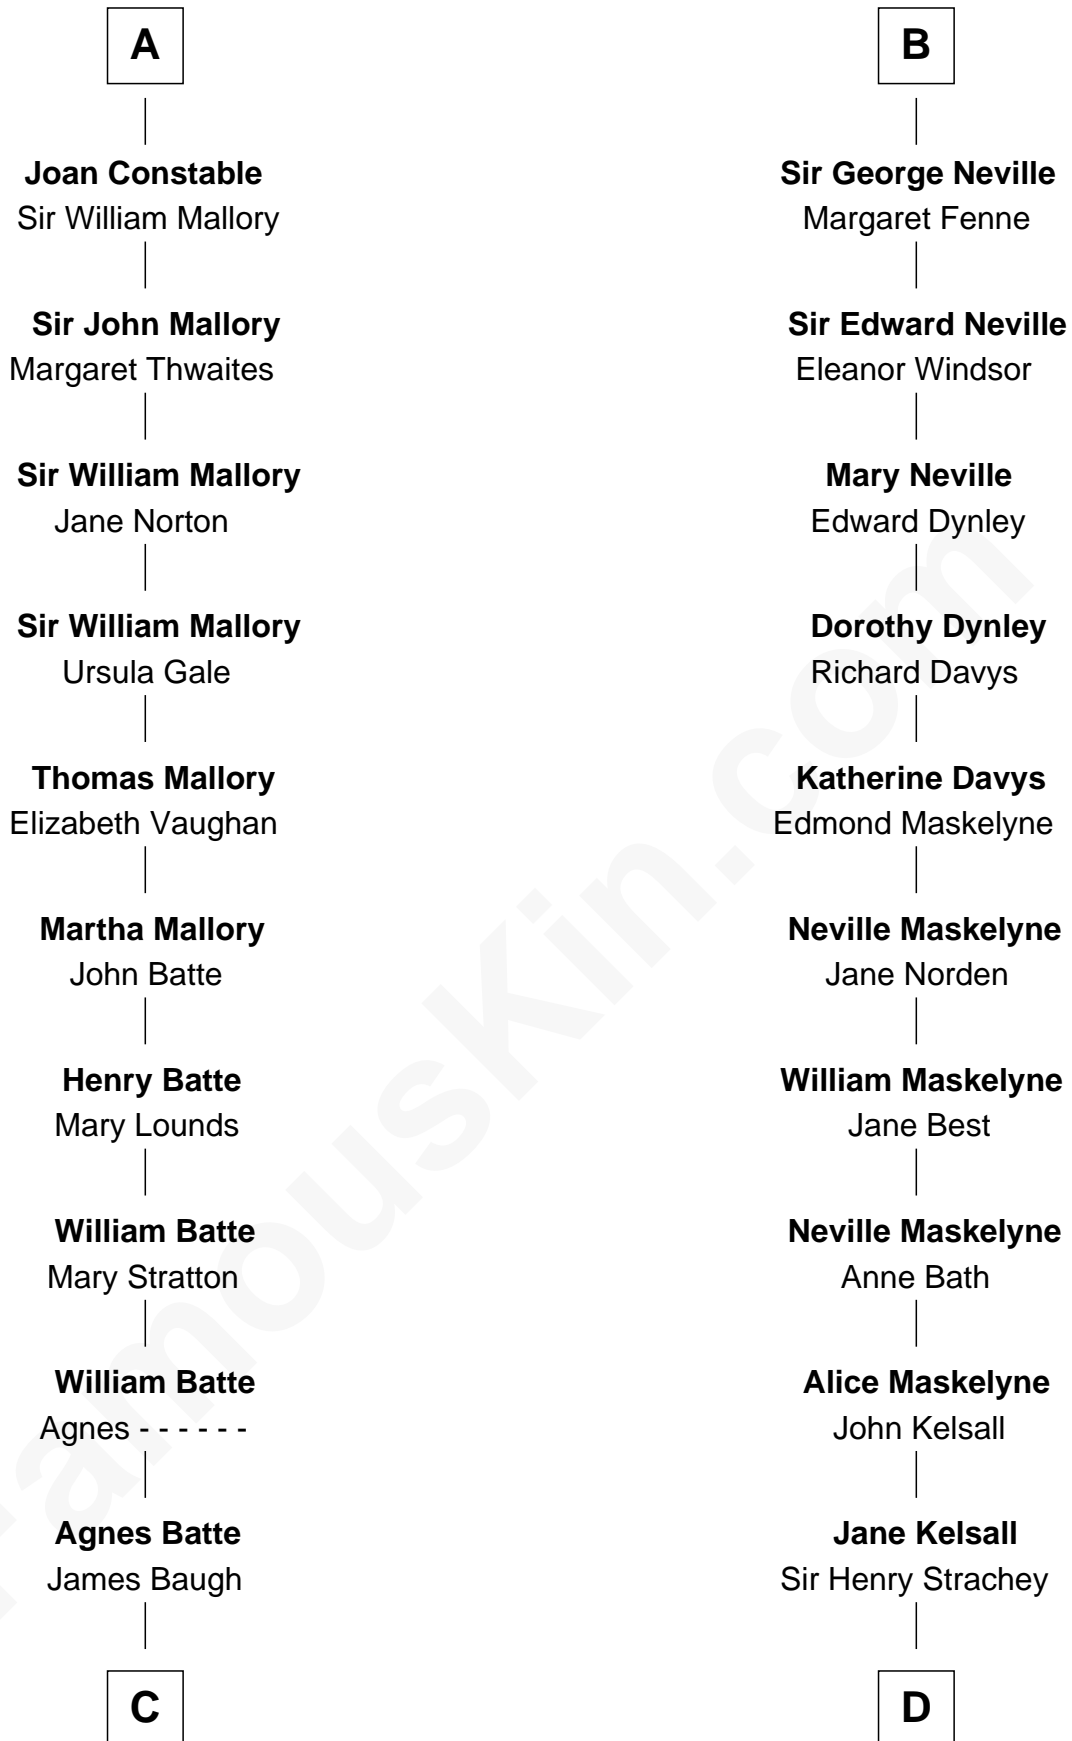 A
Joan Constable
Sir William Mallory
Sir John Mallory
Margaret Thwaites
Sir William Mallory
Jane Norton
Sir William Mallory
Ursula Gale
Thomas Mallory
Elizabeth Vaughan
Martha Mallory
John Batte
Henry Batte
Mary Lounds
William Batte
Mary Stratton
William Batte
Agnes - - - - - -
Agnes Batte
James Baugh
C
B
Sir George Neville
Margaret Fenne
Sir Edward Neville
Eleanor Windsor
Mary Neville
Edward Dynley
Dorothy Dynley
Richard Davys
Katherine Davys
Edmond Maskelyne
Neville Maskelyne
Jane Norden
William Maskelyne
Jane Best
Neville Maskelyne
Anne Bath
Alice Maskelyne
John Kelsall
Jane Kelsall
Sir Henry Strachey
D
FamousKin.com